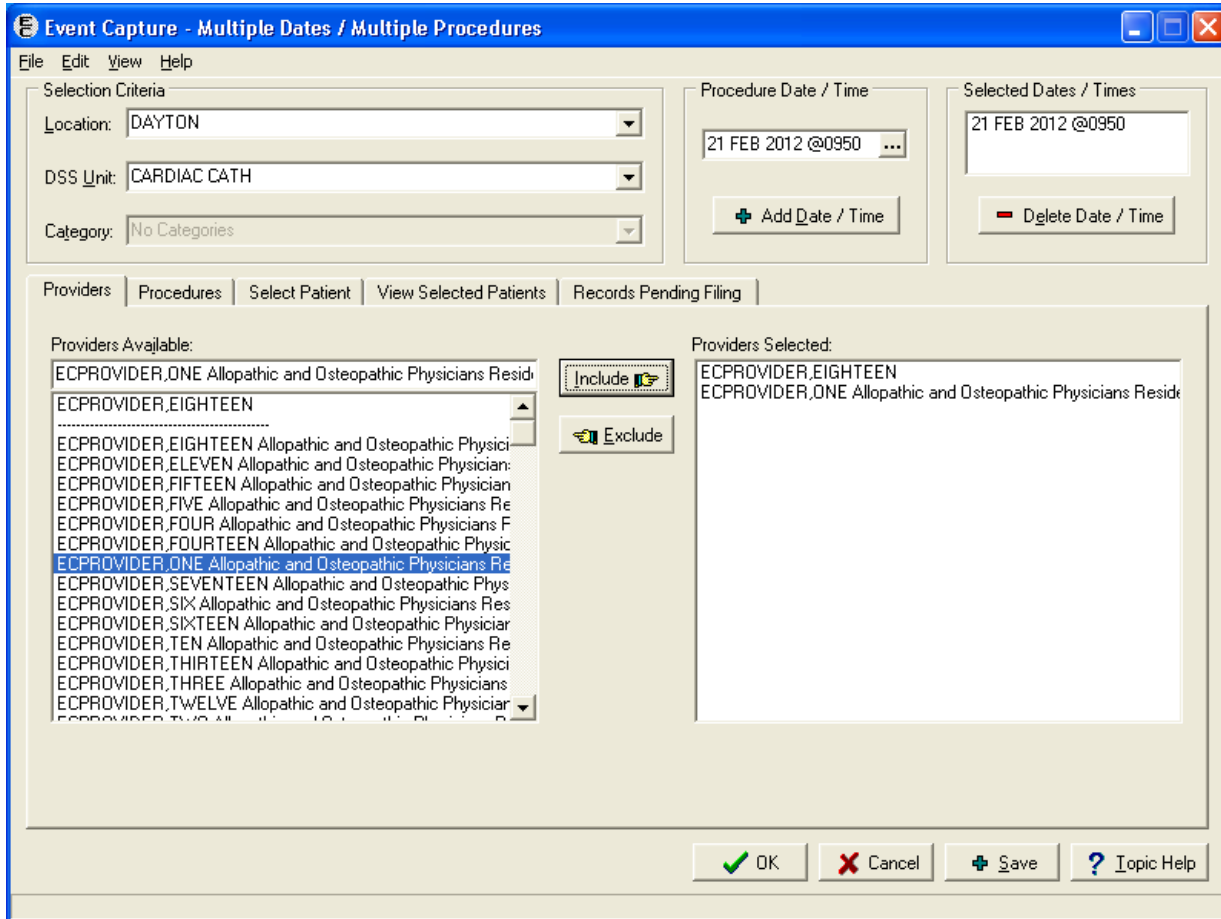 Event Capture - Multiple Dates / Multiple Procedures
File Edit View Help
Selection Criteria
Location: DAYTON
DSS Unit: CARDIAC CATH
Category: No Categories
Procedure Date / Time
21 FEB 2012 @0950 ...
Add Date / Time
Selected Dates / Times
21 FEB 2012 @0950
Delete Date / Time
Providers Procedures Select Patient View Selected Patients Records Pending Filing
Providers Available:
ECPROVIDER,ONE Allopathic and Osteopathic Physicians Resid
ECPROVIDER,EIGHTEEN
---------------------------------------------
ECPROVIDER,EIGHTEEN Allopathic and Osteopathic Physici
ECPROVIDER,ELEVEN Allopathic and Osteopathic Physicians
ECPROVIDER,FIFTEEN Allopathic and Osteopathic Physician
ECPROVIDER,FIVE Allopathic and Osteopathic Physicians Re
ECPROVIDER,FOUR Allopathic and Osteopathic Physicians
ECPROVIDER,FOURTEEN Allopathic and Osteopathic Physic
ECPROVIDER,ONE Allopathic and Osteopathic Physicians Re
ECPROVIDER,SEVENTEEN Allopathic and Osteopathic Phys
ECPROVIDER,SIX Allopathic and Osteopathic Physicians Res
ECPROVIDER,SIXTEEN Allopathic and Osteopathic Physician
ECPROVIDER,TEN Allopathic and Osteopathic Physicians Re
ECPROVIDER,THIRTEEN Allopathic and Osteopathic Physici
ECPROVIDER,THREE Allopathic and Osteopathic Physicians
ECPROVIDER,TWELVE Allopathic and Osteopathic Physician
Include
Exclude
Providers Selected:
ECPROVIDER,EIGHTEEN
ECPROVIDER,ONE Allopathic and Osteopathic Physicians Reside
OK Cancel Save ? Topic Help